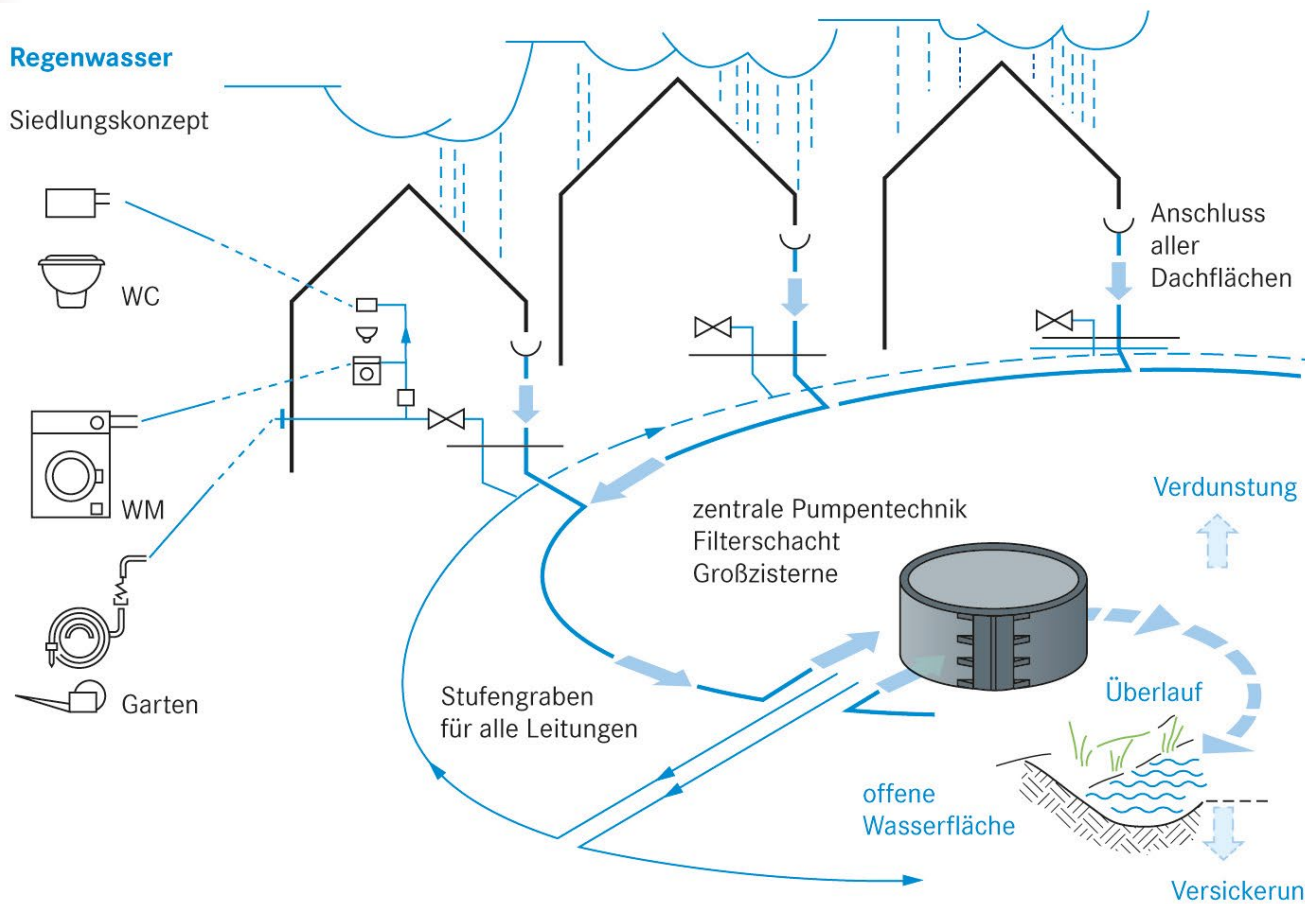 Regenwasser
Siedlungskonzept
WC
WM
Garten
Anschluss
aller
Dachflächen
zentrale Pumpentechnik
Filterschacht
Großzisterne
Verdunstung
Stufengraben
für alle Leitungen
Überlauf
offene
Wasserfläche
Versickerun